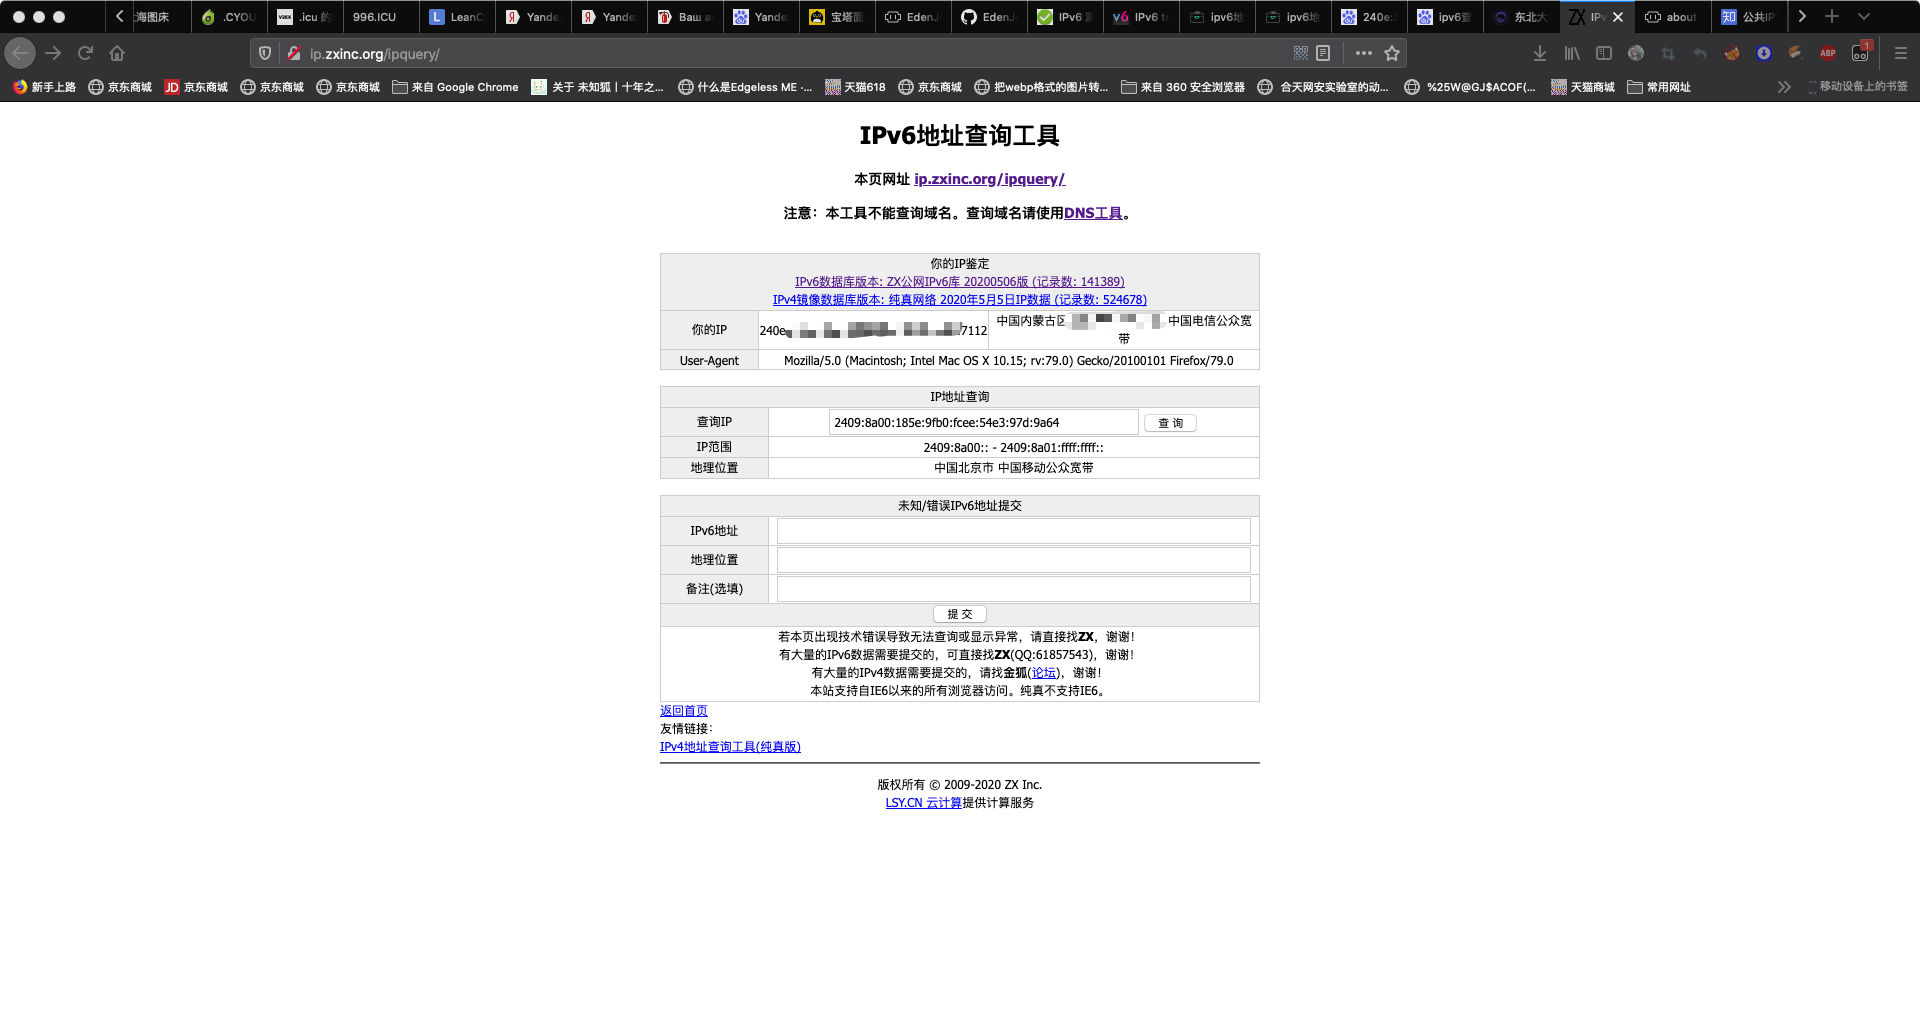 海图床
.CYOU
.icu 的
996.ICU
LeanC
Yande
Yande
Ваш а
Yande
宝塔面
EdenJ
EdenJ
IPv6 测
IPv6 te
ipv6地
ipv6地
240e:
ipv6查
东北大
IPv
about
公共IP
ip.zxinc.org/ipquery/
新手上路
京东商城
京东商城
京东商城
京东商城
来自 Google Chrome
关于 未知狐丨十年之...
什么是Edgeless ME ·...
天猫618
京东商城
把webp格式的图片转...
来自 360 安全浏览器
合天网安实验室的动...
%25W@GJ$ACOF(...
天猫商城
常用网址
移动设备上的书签
IPv6地址查询工具
本页网址 ip.zxinc.org/ipquery/
注意：本工具不能查询域名。查询域名请使用DNS工具。
你的IP鉴定
IPv6数据库版本: ZX公网IPv6库 20200506版 (记录数: 141389)
IPv4镜像数据库版本: 纯真网络 2020年5月5日IP数据 (记录数: 524678)
你的IP
240e
7112
中国内蒙古区
中国电信公众宽
带
User-Agent
Mozilla/5.0 (Macintosh; Intel Mac OS X 10.15; rv:79.0) Gecko/20100101 Firefox/79.0
IP地址查询
查询IP
2409:8a00:185e:9fb0:fcee:54e3:97d:9a64
查 询
IP范围
2409:8a00:: - 2409:8a01:ffff:ffff::
地理位置
中国北京市 中国移动公众宽带
未知/错误IPv6地址提交
IPv6地址
地理位置
备注(选填)
提 交
若本页出现技术错误导致无法查询或显示异常，请直接找ZX，谢谢！
有大量的IPv6数据需要提交的，可直接找ZX(QQ:61857543)，谢谢！
有大量的IPv4数据需要提交的，请找金狐(论坛)，谢谢！
本站支持自IE6以来的所有浏览器访问。纯真不支持IE6。
返回首页
友情链接：
IPv4地址查询工具(纯真版)
版权所有 © 2009-2020 ZX Inc.
LSY.CN 云计算提供计算服务